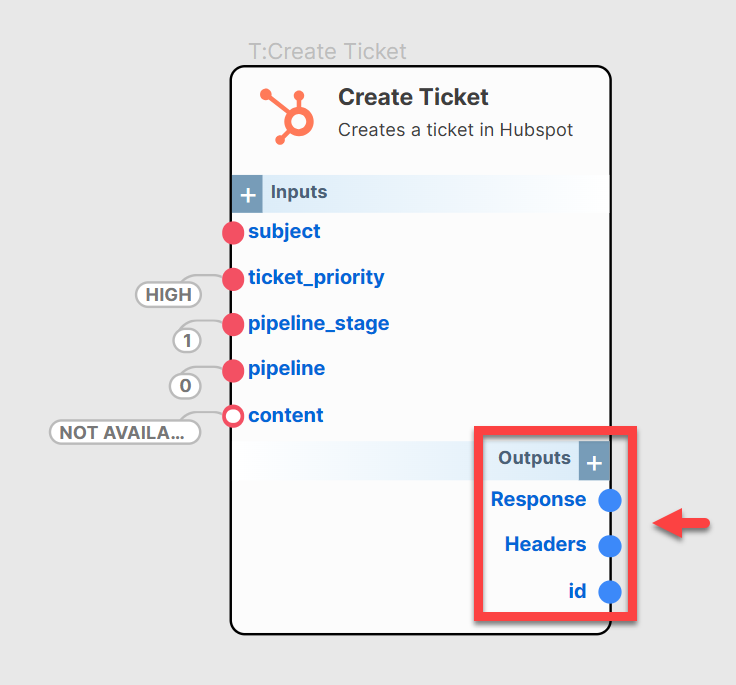 T:Create Ticket
Create Ticket
Creates a ticket in Hubspot
+ Inputs
subject
ticket_priority
HIGH
pipeline_stage
1
pipeline
0
content
NOT AVAILA...
Outputs +
Response
Headers
id